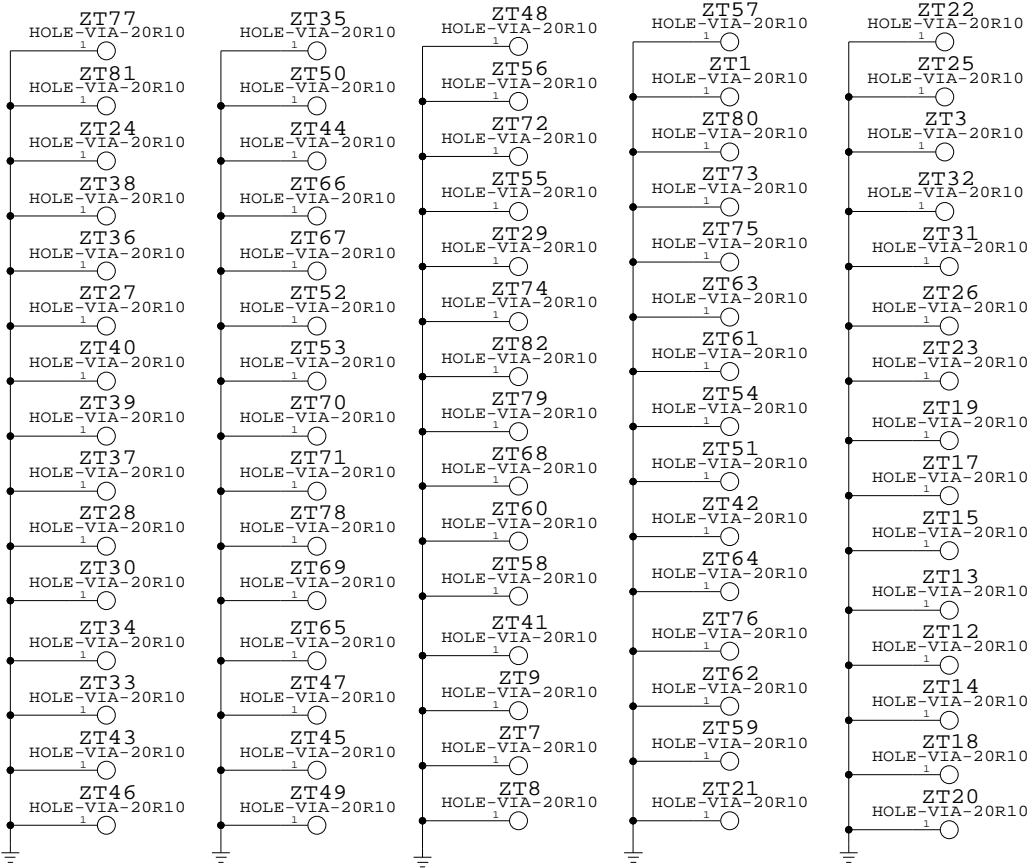 ZT77
HOLE-VIA-20R10
1
ZT81
HOLE-VIA-20R10
1
ZT24
HOLE-VIA-20R10
1
ZT38
HOLE-VIA-20R10
1
ZT36
HOLE-VIA-20R10
1
ZT27
HOLE-VIA-20R10
1
ZT40
HOLE-VIA-20R10
1
ZT39
HOLE-VIA-20R10
1
ZT37
HOLE-VIA-20R10
1
ZT28
HOLE-VIA-20R10
1
ZT30
HOLE-VIA-20R10
1
ZT34
HOLE-VIA-20R10
1
ZT33
HOLE-VIA-20R10
1
ZT43
HOLE-VIA-20R10
1
ZT46
HOLE-VIA-20R10
1
ZT35
HOLE-VIA-20R10
1
ZT50
HOLE-VIA-20R10
1
ZT44
HOLE-VIA-20R10
1
ZT66
HOLE-VIA-20R10
1
ZT67
HOLE-VIA-20R10
1
ZT52
HOLE-VIA-20R10
1
ZT53
HOLE-VIA-20R10
1
ZT70
HOLE-VIA-20R10
1
ZT71
HOLE-VIA-20R10
1
ZT78
HOLE-VIA-20R10
1
ZT69
HOLE-VIA-20R10
1
ZT65
HOLE-VIA-20R10
1
ZT47
HOLE-VIA-20R10
1
ZT45
HOLE-VIA-20R10
1
ZT49
HOLE-VIA-20R10
1
ZT48
HOLE-VIA-20R10
1
ZT56
HOLE-VIA-20R10
1
ZT72
HOLE-VIA-20R10
1
ZT55
HOLE-VIA-20R10
1
ZT29
HOLE-VIA-20R10
1
ZT74
HOLE-VIA-20R10
1
ZT82
HOLE-VIA-20R10
1
ZT79
HOLE-VIA-20R10
1
ZT68
HOLE-VIA-20R10
1
ZT60
HOLE-VIA-20R10
1
ZT58
HOLE-VIA-20R10
1
ZT41
HOLE-VIA-20R10
1
ZT9
HOLE-VIA-20R10
1
ZT7
HOLE-VIA-20R10
1
ZT8
HOLE-VIA-20R10
1
ZT57
HOLE-VIA-20R10
1
ZT1
HOLE-VIA-20R10
1
ZT80
HOLE-VIA-20R10
1
ZT73
HOLE-VIA-20R10
1
ZT75
HOLE-VIA-20R10
1
ZT63
HOLE-VIA-20R10
1
ZT61
HOLE-VIA-20R10
1
ZT54
HOLE-VIA-20R10
1
ZT51
HOLE-VIA-20R10
1
ZT42
HOLE-VIA-20R10
1
ZT64
HOLE-VIA-20R10
1
ZT76
HOLE-VIA-20R10
1
ZT62
HOLE-VIA-20R10
1
ZT59
HOLE-VIA-20R10
1
ZT21
HOLE-VIA-20R10
1
ZT22
HOLE-VIA-20R10
1
ZT25
HOLE-VIA-20R10
1
ZT3
HOLE-VIA-20R10
1
ZT32
HOLE-VIA-20R10
1
ZT31
HOLE-VIA-20R10
1
ZT26
HOLE-VIA-20R10
1
ZT23
HOLE-VIA-20R10
1
ZT19
HOLE-VIA-20R10
1
ZT17
HOLE-VIA-20R10
1
ZT15
HOLE-VIA-20R10
1
ZT13
HOLE-VIA-20R10
1
ZT12
HOLE-VIA-20R10
1
ZT14
HOLE-VIA-20R10
1
ZT18
HOLE-VIA-20R10
1
ZT20
HOLE-VIA-20R10
1